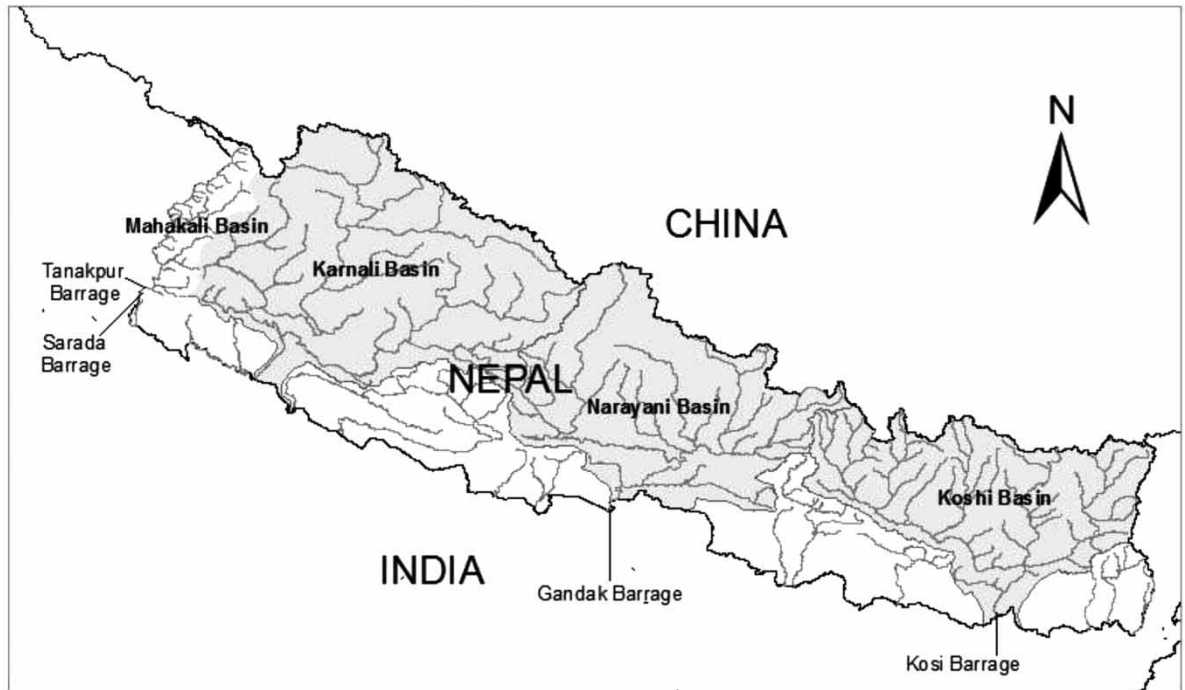 N
CHINA
Mahakali Basin
Karnali Basin
Tanakpur
Barrage
Sarada
Barrage
NEPAL
Narayani Basin
Koshi Basin
INDIA
Gandak Barrage
Kosi Barrage